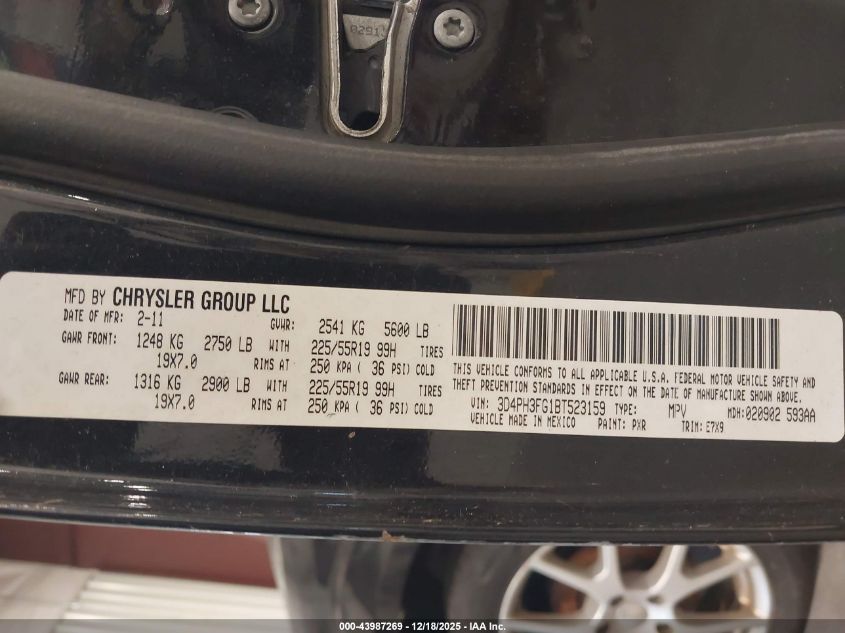 0291
MFD BY CHRYSLER GROUP LLC
DATE OF MFR: 2-11 GVWR: 2541 KG 5600 LB
GAWR FRONT: 1248 KG 2750 LB WITH 225/55R19 99H TIRES
19X7.0 RIMS AT 250 KPA ( 36 PSI) COLD
GAWR REAR: 1316 KG 2900 LB WITH 225/55R19 99H TIRES
19X7.0 RIMS AT 250 KPA ( 36 PSI) COLD
THIS VEHICLE CONFORMS TO ALL APPLICABLE U.S.A. FEDERAL MOTOR VEHICLE SAFETY AND
THEFT PREVENTION STANDARDS IN EFFECT ON THE DATE OF MANUFACTURE SHOWN ABOVE.
VIN: 3D4PH3FG1BT523159 TYPE: MPV MDH:020902 593AA
VEHICLE MADE IN MEXICO PAINT: PXR TRIM: E7X9
000-43987269 - 12/18/2025 - IAA Inc.